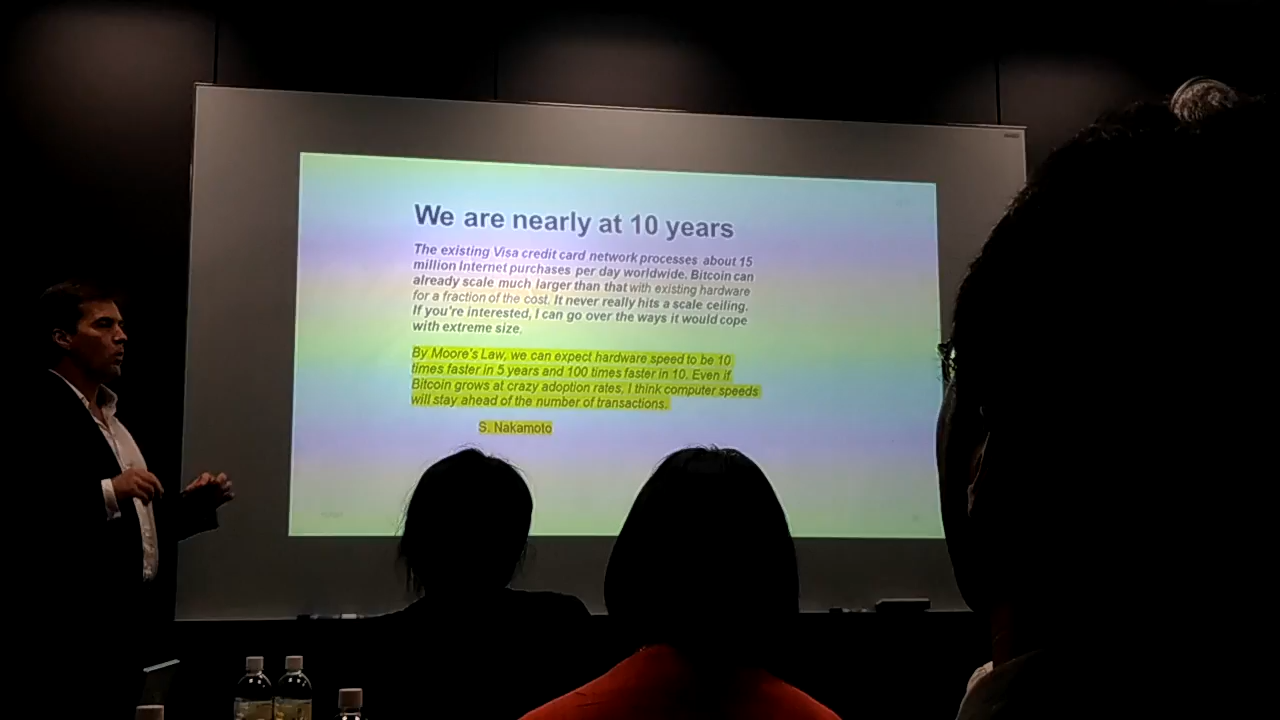 We are nearly at 10 years
The existing Visa credit card network processes about 15
million Internet purchases per day worldwide. Bitcoin can
already scale much larger than that with existing hardware
for a fraction of the cost. It never really hits a scale ceiling.
If you're interested, I can go over the ways it would cope
with extreme size.
By Moore's Law, we can expect hardware speed to be 10
times faster in 5 years and 100 times faster in 10. Even if
Bitcoin grows at crazy adoption rates, I think computer speeds
will stay ahead of the number of transactions.
S. Nakamoto